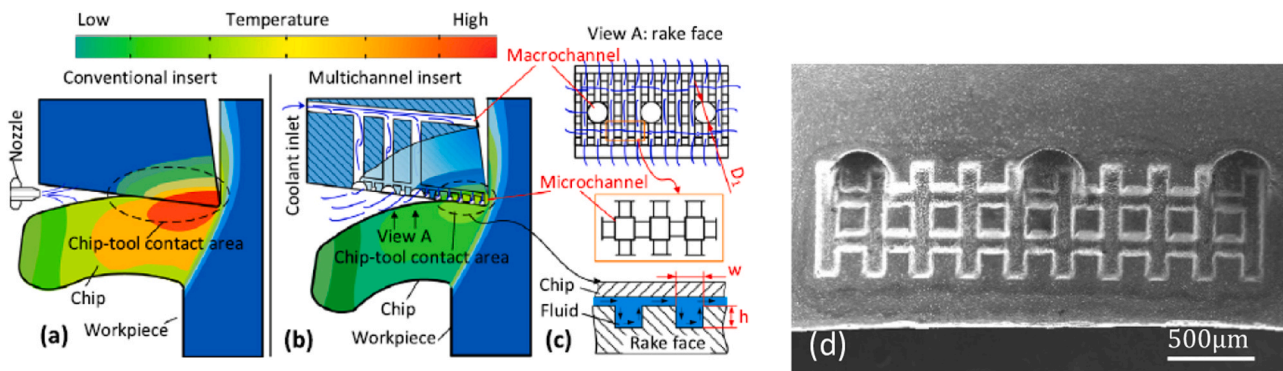 Low Temperature High
Conventional insert
Multichannel insert
View A: rake face
Macrochannel
Nozzle
Coolant inlet
D1
Microchannel
Chip-tool contact area
View A
Chip-tool contact area
Chip
Chip
Workpiece
Workpiece
(a)
(b)
(c)
w
Chip
Fluid
h
Rake face
(d)
500μm